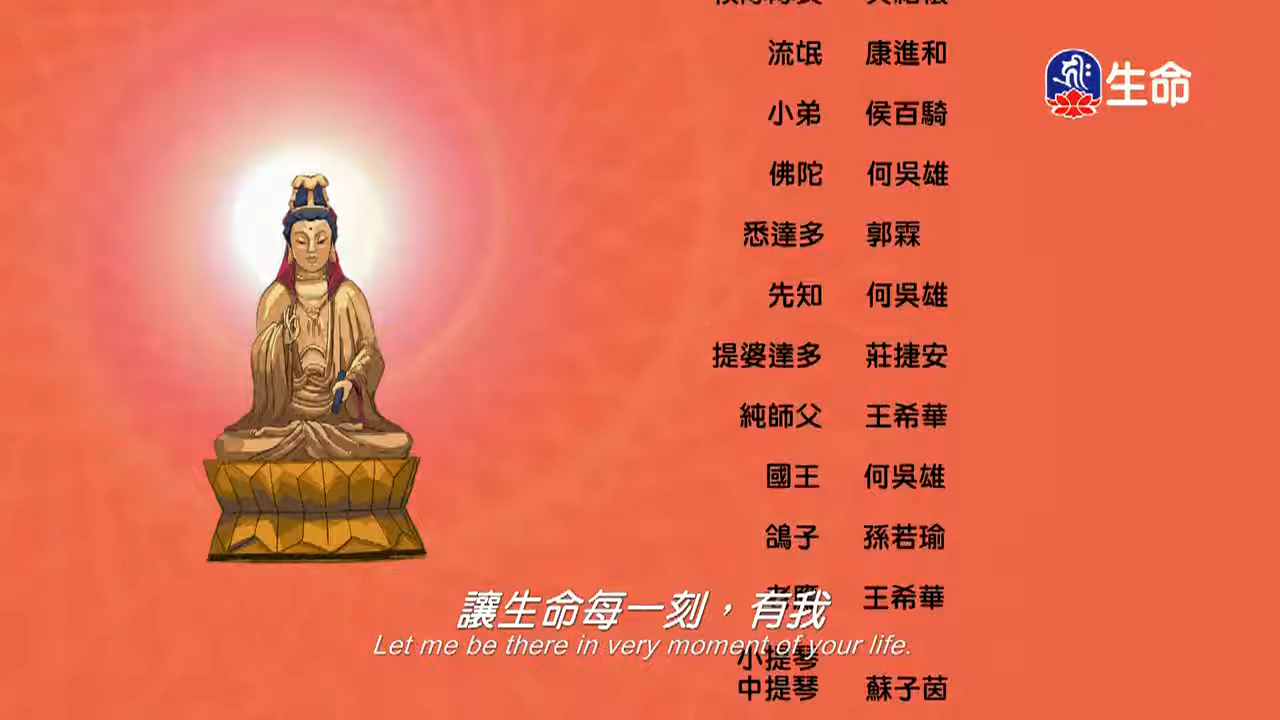 流氓 康進和
生命
小弟 侯百騎
佛陀 何吳雄
悉達多 郭霖
先知 何吳雄
提婆達多 莊捷安
純師父 王希華
國王 何吳雄
鴿子 孫若瑜
王希華
讓生命每一刻，有我
Let me be there in very moment of your life.
小提琴
中提琴 蘇子茵